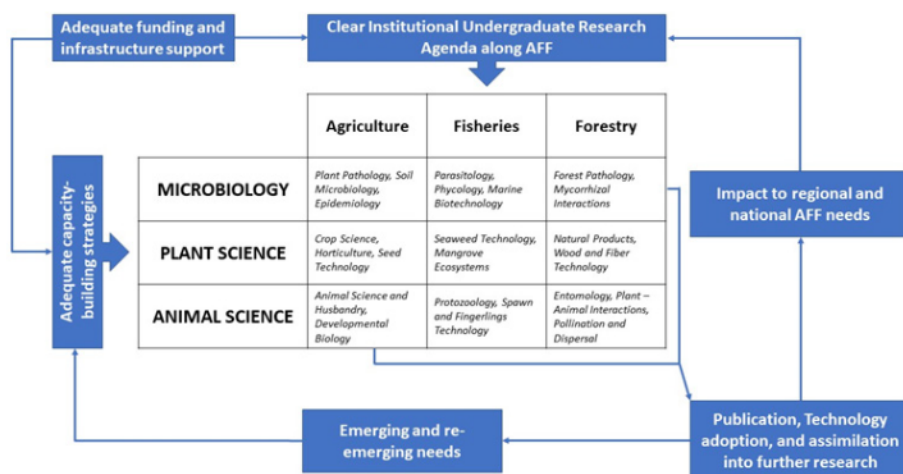 Adequate funding and
infrastructure support
Clear Institutional Undergraduate Research
Agenda along AFF
Agriculture
Fisheries
Forestry
MICROBIOLOGY
Plant Pathology, Soil
Microbiology,
Epidemiology
Parasitology,
Phycology, Marine
Biotechnology
Forest Pathology,
Mycorrhizal
Interactions
PLANT SCIENCE
Crop Science,
Horticulture, Seed
Technology
Seaweed Technology,
Mangrove
Ecosystems
Natural Products,
Wood and Fiber
Technology
ANIMAL SCIENCE
Animal Science and
Husbandry,
Developmental
Biology
Protozoology, Spawn
and Fingerlings
Technology
Entomology, Plant –
Animal Interactions,
Pollination and
Dispersal
Adequate capacity-
building strategies
Impact to regional and
national AFF needs
Emerging and re-
emerging needs
Publication, Technology
adoption, and assimilation
into further research